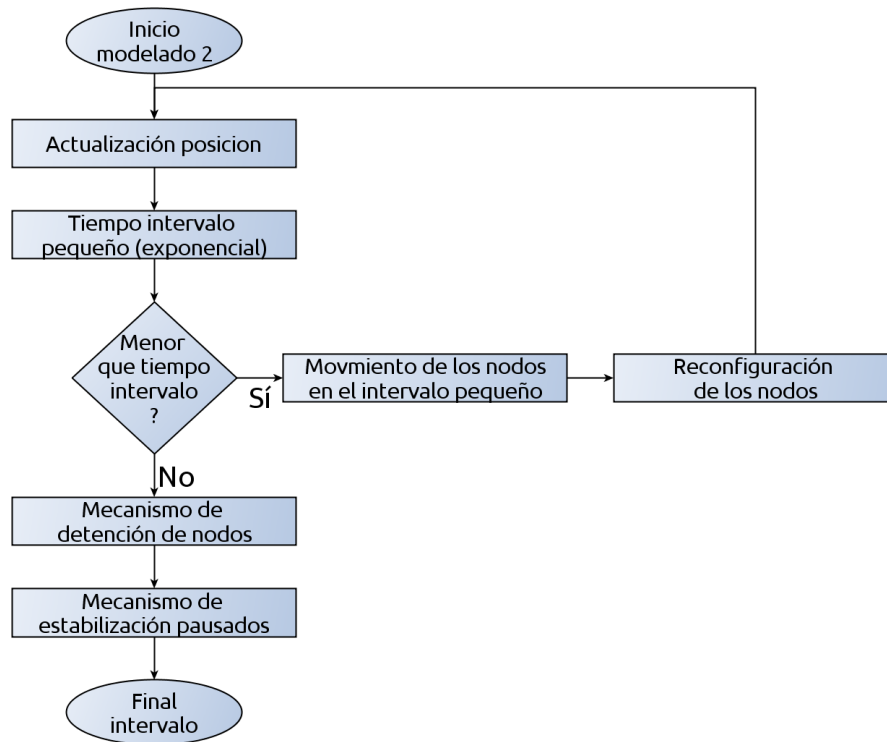 Inicio
modelado 2
Actualización posicion
Tiempo intervalo
pequeño (exponencial)
Menor
que tiempo
intervalo
?
Sí
Movmiento de los nodos
en el intervalo pequeño
Reconfiguración
de los nodos
No
Mecanismo de
detención de nodos
Mecanismo de
estabilización pausados
Final
intervalo